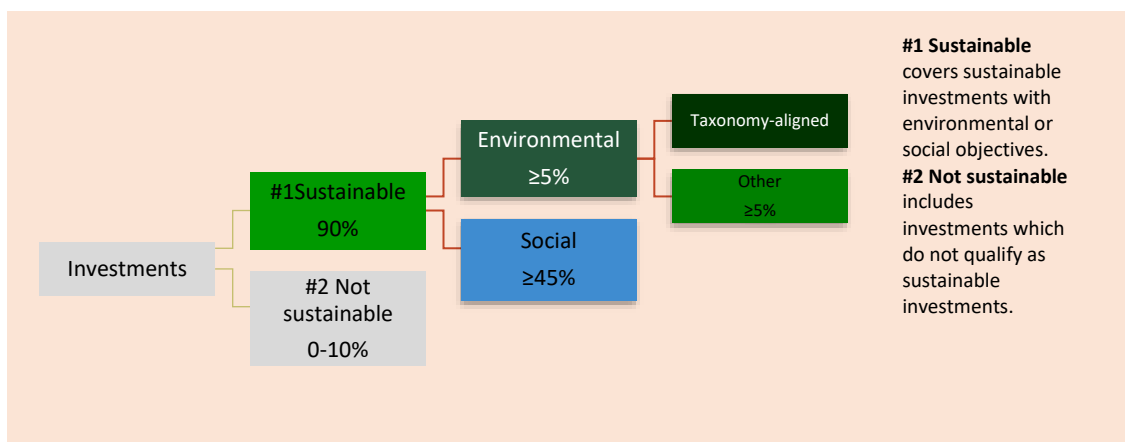 Investments
#1Sustainable
90%
#2 Not
sustainable
0-10%
Environmental
≥5%
Social
≥45%
Taxonomy-aligned
Other
≥5%
#1 Sustainable
covers sustainable
investments with
environmental or
social objectives.
#2 Not sustainable
includes
investments which
do not qualify as
sustainable
investments.